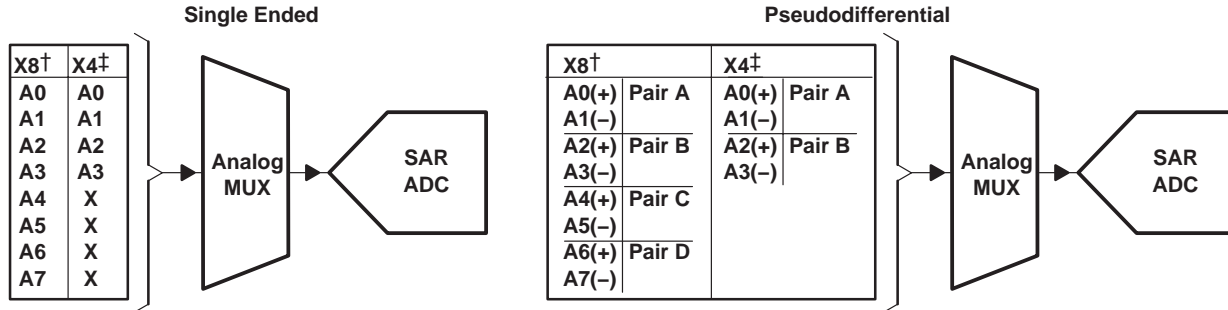 Single Ended
X8† X4‡
A0 A0
A1 A1
A2 A2
A3 A3
A4 X
A5 X
A6 X
A7 X
Analog
MUX
SAR
ADC
Pseudodifferential
X8† X4‡
A0(+) Pair A A0(+) Pair A
A1(–) A1(–)
A2(+) Pair B A2(+) Pair B
A3(–) A3(–)
A4(+) Pair C
A5(–)
A6(+) Pair D
A7(–)
Analog
MUX
SAR
ADC